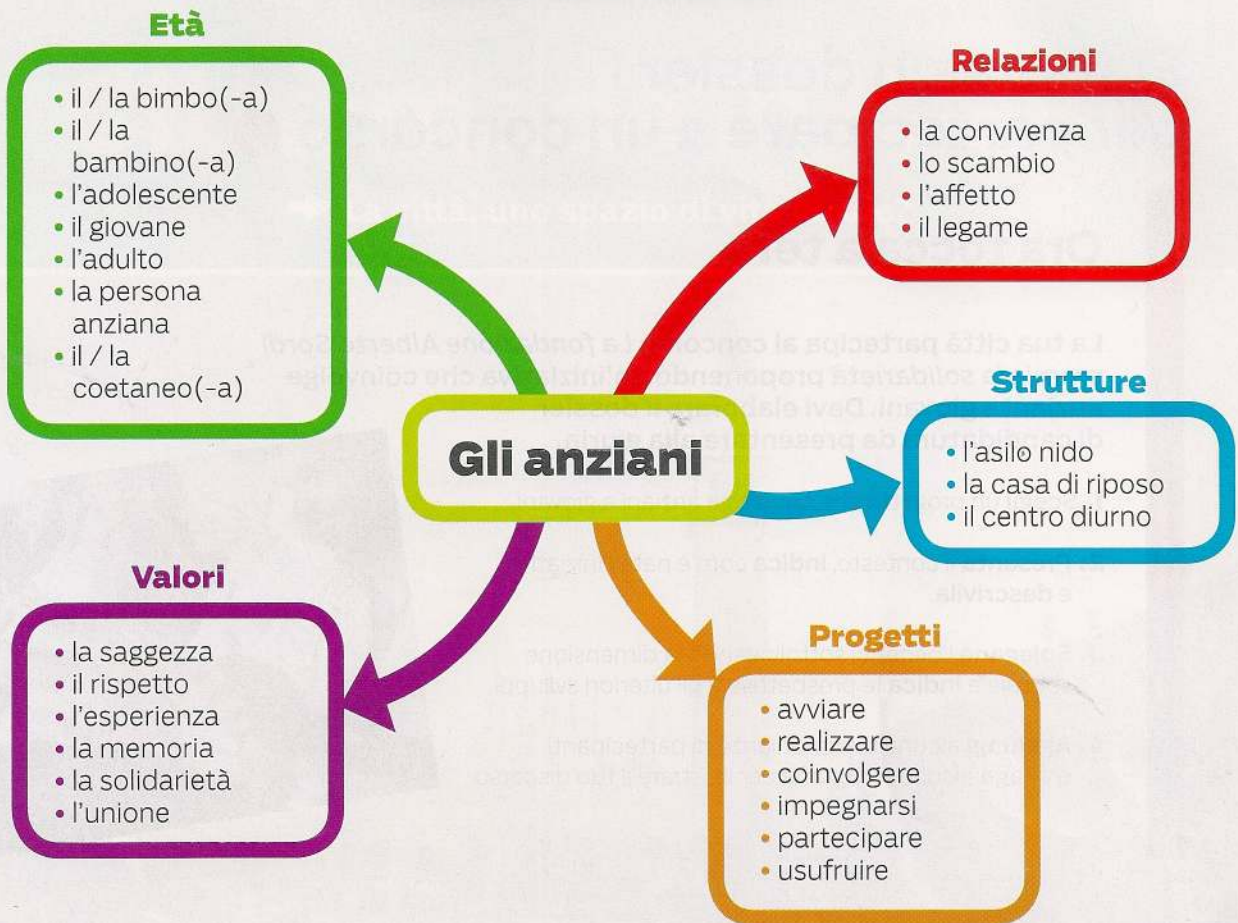 Età
• il / la bimbo(-a)
• il / la
bambino(-a)
• l'adolescente
• il giovane
• l'adulto
• la persona
anziana
• il / la
coetaneo(-a)
Relazioni
• la convivenza
• lo scambio
• l'affetto
• il legame
Gli anziani
Strutture
• l'asilo nido
• la casa di riposo
• il centro diurno
Valori
• la saggezza
• il rispetto
• l'esperienza
• la memoria
• la solidarietà
• l'unione
Progetti
• avviare
• realizzare
• coinvolgere
• impegnarsi
• partecipare
• usufruire